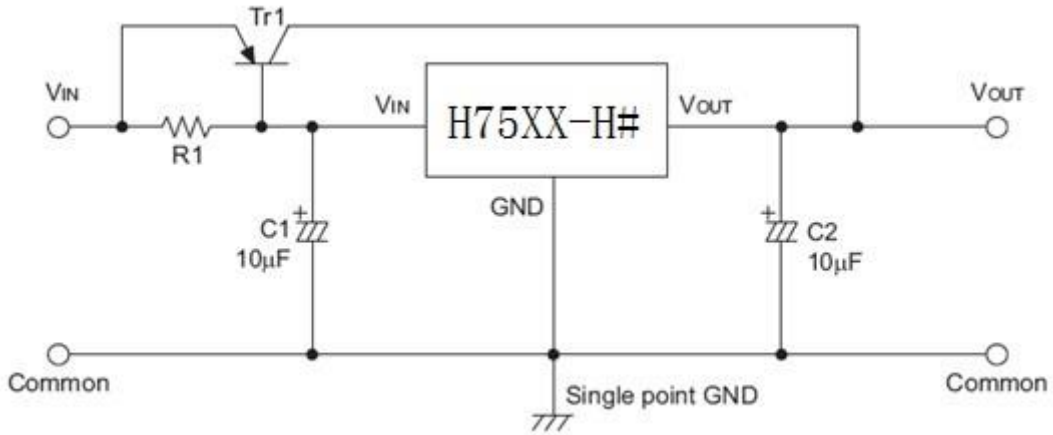 Tr1
VIN
R1
VIN
H75XX-H#
VOUT
VOUT
GND
C1
10μF
C2
10μF
Common
Single point GND
Common